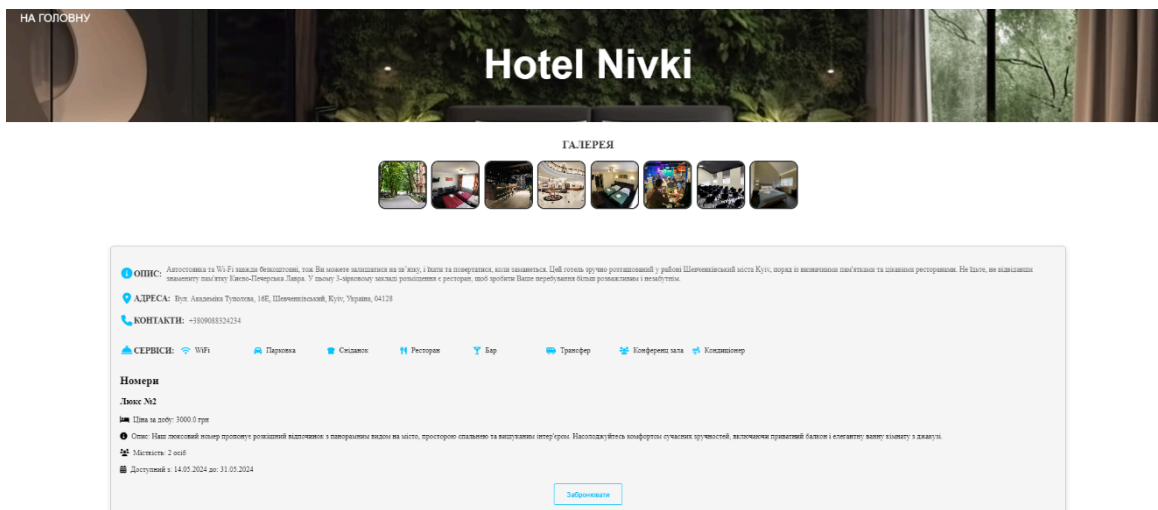 НА ГОЛОВНУ
Hotel Nivki
ГАЛЕРЕЯ
ОПИС: Автостоянка та Wi-Fi завжди безкоштовні, тож Ви можете залишатися на зв'язку, і їхати та повертатися, коли заманеться. Цей готель зручно розташований у районі Шевченківський міста Київ, поряд із визначними пам'ятками та цікавими ресторанами. Не їдьте, не відвідавши
знамениту пам'ятку Києво-Печерська Лавра. У цьому 3-зірковому закладі розміщення є ресторан, щоб зробити Ваше перебування більш розважливим і незабутнім.
АДРЕСА: Вул. Академіка Туполєва, 16Е, Шевченківський, Kyiv, Україна, 04128
КОНТАКТИ: +3809088324234
СЕРВІСИ: WiFi Парковка Сніданок Ресторан Бар Трансфер Конференц зала Кондиціонер
Номери
Люкс №2
Ціна за добу: 3000.0 грн
Опис: Наш люксовий номер пропонує розкішний відпочинок з панорамним видом на місто, просторою спальнею та вишуканим інтер'єром. Насолоджуйтесь комфортом сучасних зручностей, включаючи приватний балкон і елегантну ванну кімнату з джакузі.
Місткість: 2 осіб
Доступний з: 14.05.2024 до: 31.05.2024
Забронювати